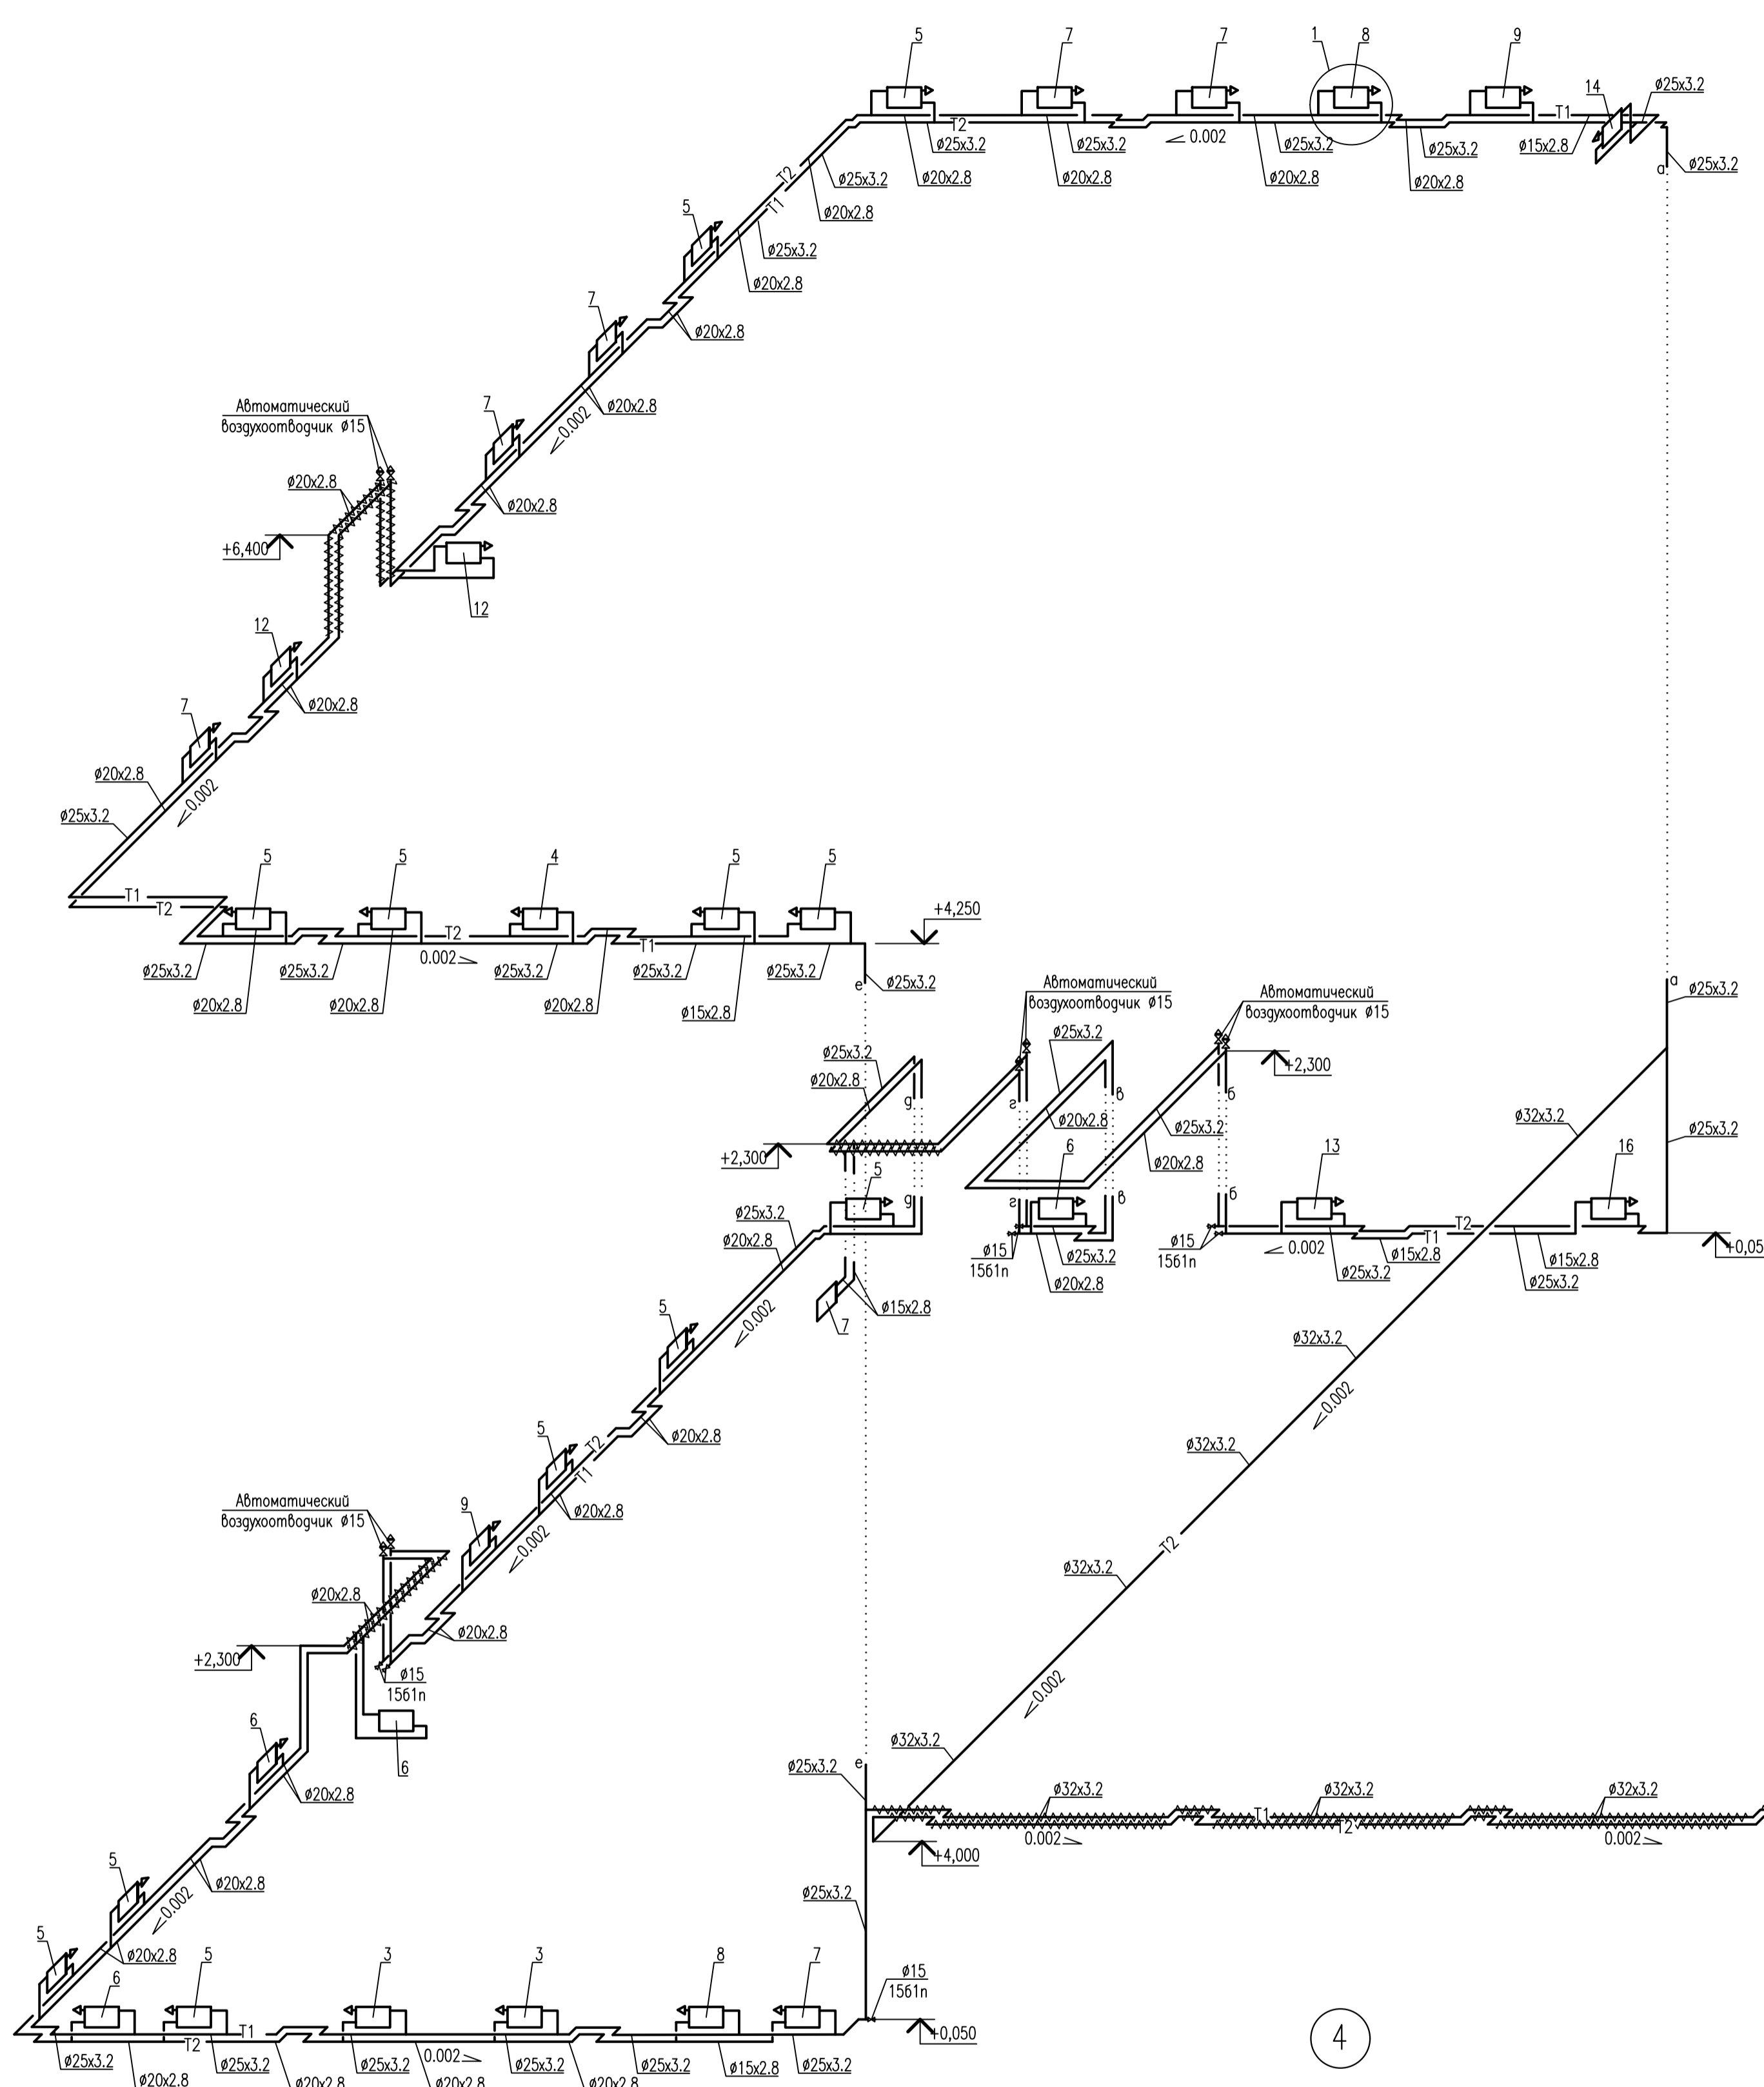 5 7 7 1 8 9
14 ø25x3.2
T1
T2 0.002
ø25x3.2 ø25x3.2 ø25x3.2 ø25x3.2 ø15x2.8
a ø25x3.2
ø20x2.8 ø20x2.8 ø20x2.8 ø20x2.8
T2 ø25x3.2
T1 ø20x2.8
5 ø25x3.2
ø20x2.8
7 ø20x2.8
7 ø20x2.8
0.002
Автоматический
воздухоотводчик ø15
ø20x2.8 ø20x2.8
+6,400
12
12
ø20x2.8
7
ø20x2.8
0.002
ø25x3.2
5 5 4 5 5
T1
T2
+4,250
T2
T1
0.002
ø25x3.2 ø25x3.2 ø25x3.2 ø25x3.2 ø25x3.2
e ø25x3.2
ø20x2.8 ø20x2.8 ø20x2.8 ø15x2.8
Автоматический
воздухоотводчик ø15
Автоматический
воздухоотводчик ø15
a ø25x3.2
ø25x3.2
ø25x3.2
ø20x2.8
+2,300
g г в б
ø20x2.8
ø25x3.2
ø32x3.2
ø25x3.2
+2,300
ø20x2.8
5 6 13 16
g г в б
ø25x3.2
ø20x2.8
T2
T1
ø15
1561п
ø25x3.2
ø20x2.8
ø15
1561п
0.002
ø15x2.8
ø25x3.2
ø15x2.8
ø25x3.2
+0,05
ø15x2.8
7
0.002
5
ø32x3.2
0.002
ø20x2.8
T2
T1
5
ø32x3.2
ø20x2.8
0.002
9
Автоматический
воздухоотводчик ø15
T2
ø32x3.2
ø20x2.8
ø20x2.8
+2,300
ø15
1561п
0.002
6
6
ø20x2.8
ø32x3.2
e
ø25x3.2
ø32x3.2 ø32x3.2 ø32x3.2
T1
T2
0.002 0.002
+4,000
5
ø20x2.8
0.002
ø25x3.2
5
ø20x2.8
6 5 3 3 8 7
ø15
1561п
+0,050
T1
T2
0.002
ø25x3.2 ø25x3.2 ø25x3.2 ø25x3.2 ø25x3.2 ø15x2.8 ø25x3.2
ø20x2.8 ø20x2.8 ø20x2.8 ø20x2.8
4